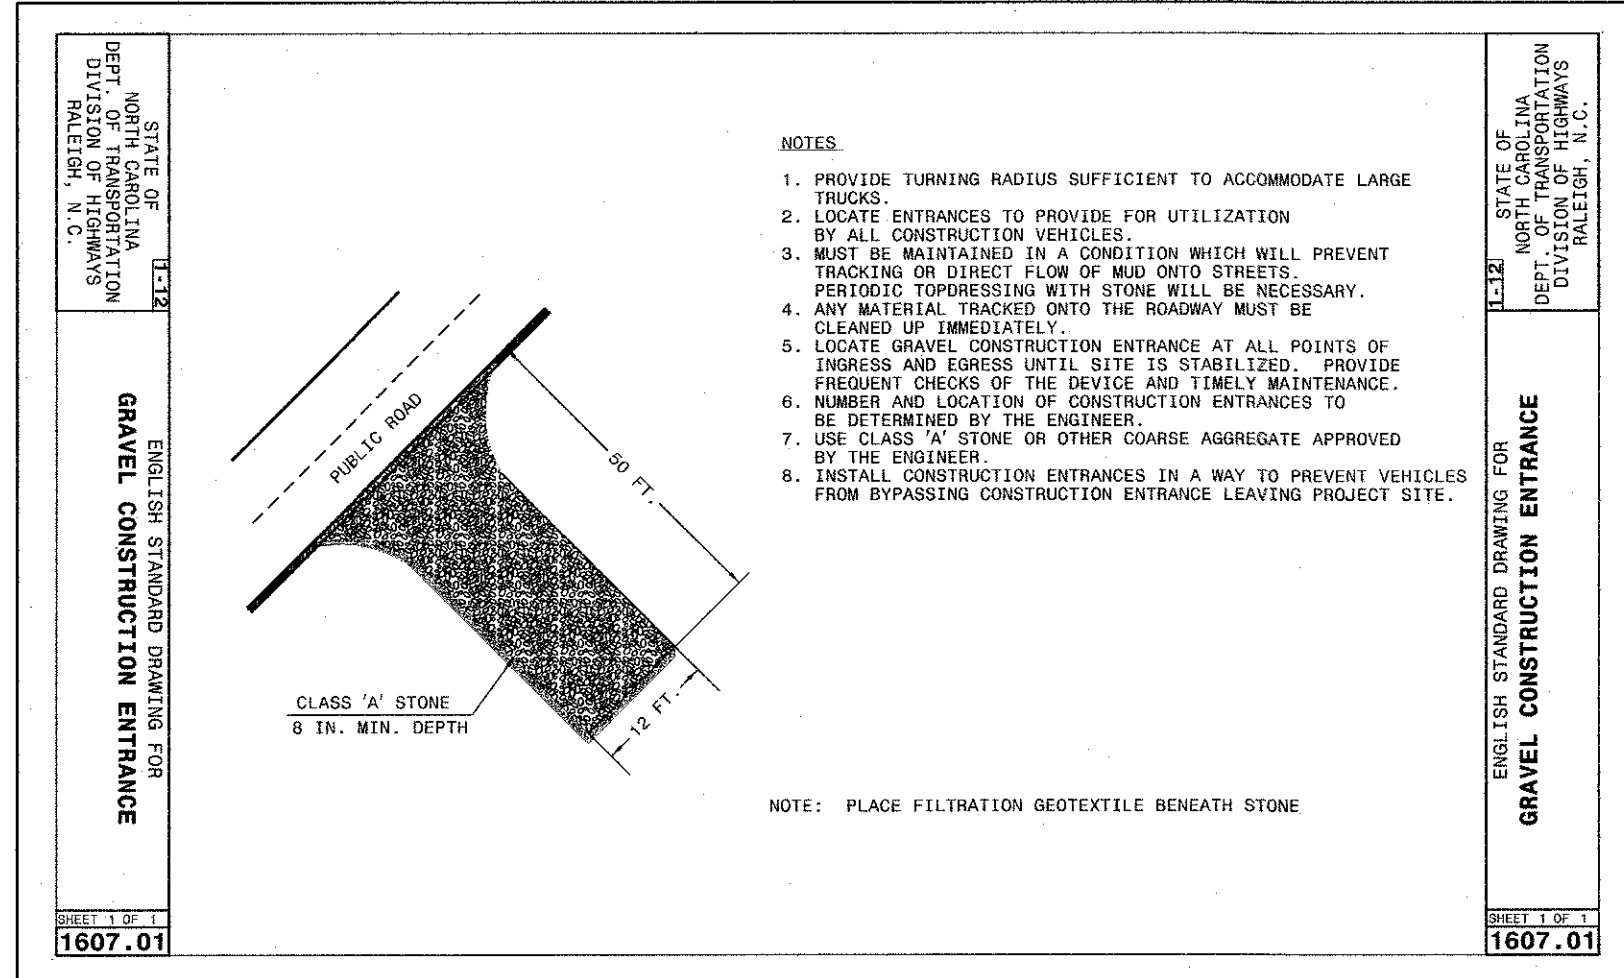 STATE OF
NORTH CAROLINA
DEPT. OF TRANSPORTATION
DIVISION OF HIGHWAYS
RALEIGH, N.C.
1-12
ENGLISH STANDARD DRAWING FOR
GRAVEL CONSTRUCTION ENTRANCE
SHEET 1 OF 1
1607.01
PUBLIC ROAD
50 FT.
12 FT.
CLASS 'A' STONE
8 IN. MIN. DEPTH
NOTES
1. PROVIDE TURNING RADIUS SUFFICIENT TO ACCOMMODATE LARGE
TRUCKS.
2. LOCATE ENTRANCES TO PROVIDE FOR UTILIZATION
BY ALL CONSTRUCTION VEHICLES.
3. MUST BE MAINTAINED IN A CONDITION WHICH WILL PREVENT
TRACKING OR DIRECT FLOW OF MUD ONTO STREETS.
PERIODIC TOPDRESSING WITH STONE WILL BE NECESSARY.
4. ANY MATERIAL TRACKED ONTO THE ROADWAY MUST BE
CLEANED UP IMMEDIATELY.
5. LOCATE GRAVEL CONSTRUCTION ENTRANCE AT ALL POINTS OF
INGRESS AND EGRESS UNTIL SITE IS STABILIZED. PROVIDE
FREQUENT CHECKS OF THE DEVICE AND TIMELY MAINTENANCE.
6. NUMBER AND LOCATION OF CONSTRUCTION ENTRANCES TO
BE DETERMINED BY THE ENGINEER.
7. USE CLASS 'A' STONE OR OTHER COARSE AGGREGATE APPROVED
BY THE ENGINEER.
8. INSTALL CONSTRUCTION ENTRANCES IN A WAY TO PREVENT VEHICLES
FROM BYPASSING CONSTRUCTION ENTRANCE LEAVING PROJECT SITE.
NOTE: PLACE FILTRATION GEOTEXTILE BENEATH STONE
1-12
STATE OF
NORTH CAROLINA
DEPT. OF TRANSPORTATION
DIVISION OF HIGHWAYS
RALEIGH, N.C.
ENGLISH STANDARD DRAWING FOR
GRAVEL CONSTRUCTION ENTRANCE
SHEET 1 OF 1
1607.01